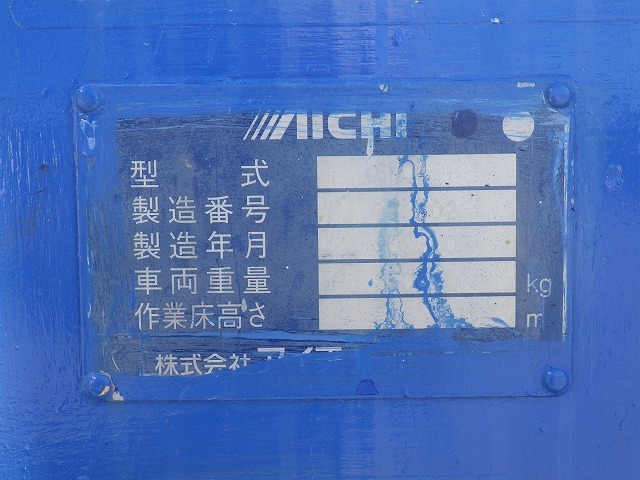 AICHI
型式
製造番号
製造年月
車両重量 kg
作業床高さ m
株式会社